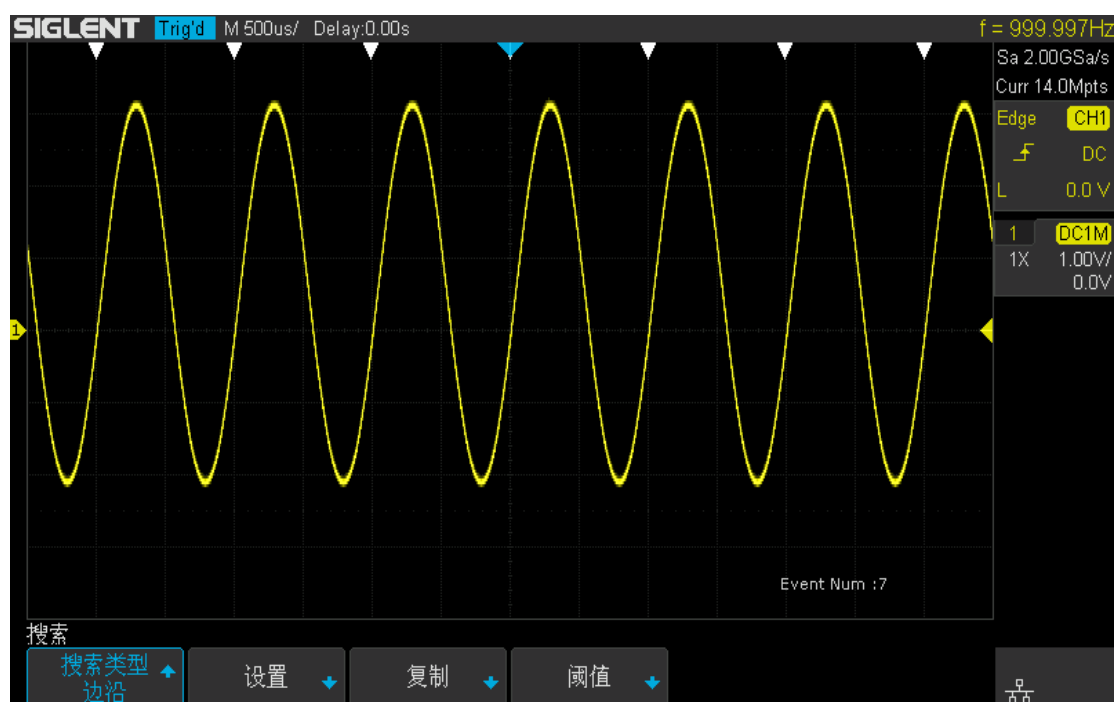 SIGLENT Trig'd M 500us/ Delay:0.00s f = 999.997Hz
Sa 2.00GSa/s
Curr 14.0Mpts
Edge CH1
DC
L 0.0 V
1 DC1M
1X 1.00V/
0.0V
1
Event Num :7
搜索
搜索类型 设置 复制 阈值
边沿